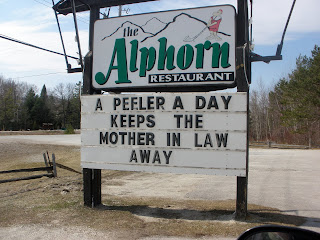 the
Alphorn
RESTAURANT
A PEFLER A DAY
KEEPS THE
MOTHER IN LAW
AWAY